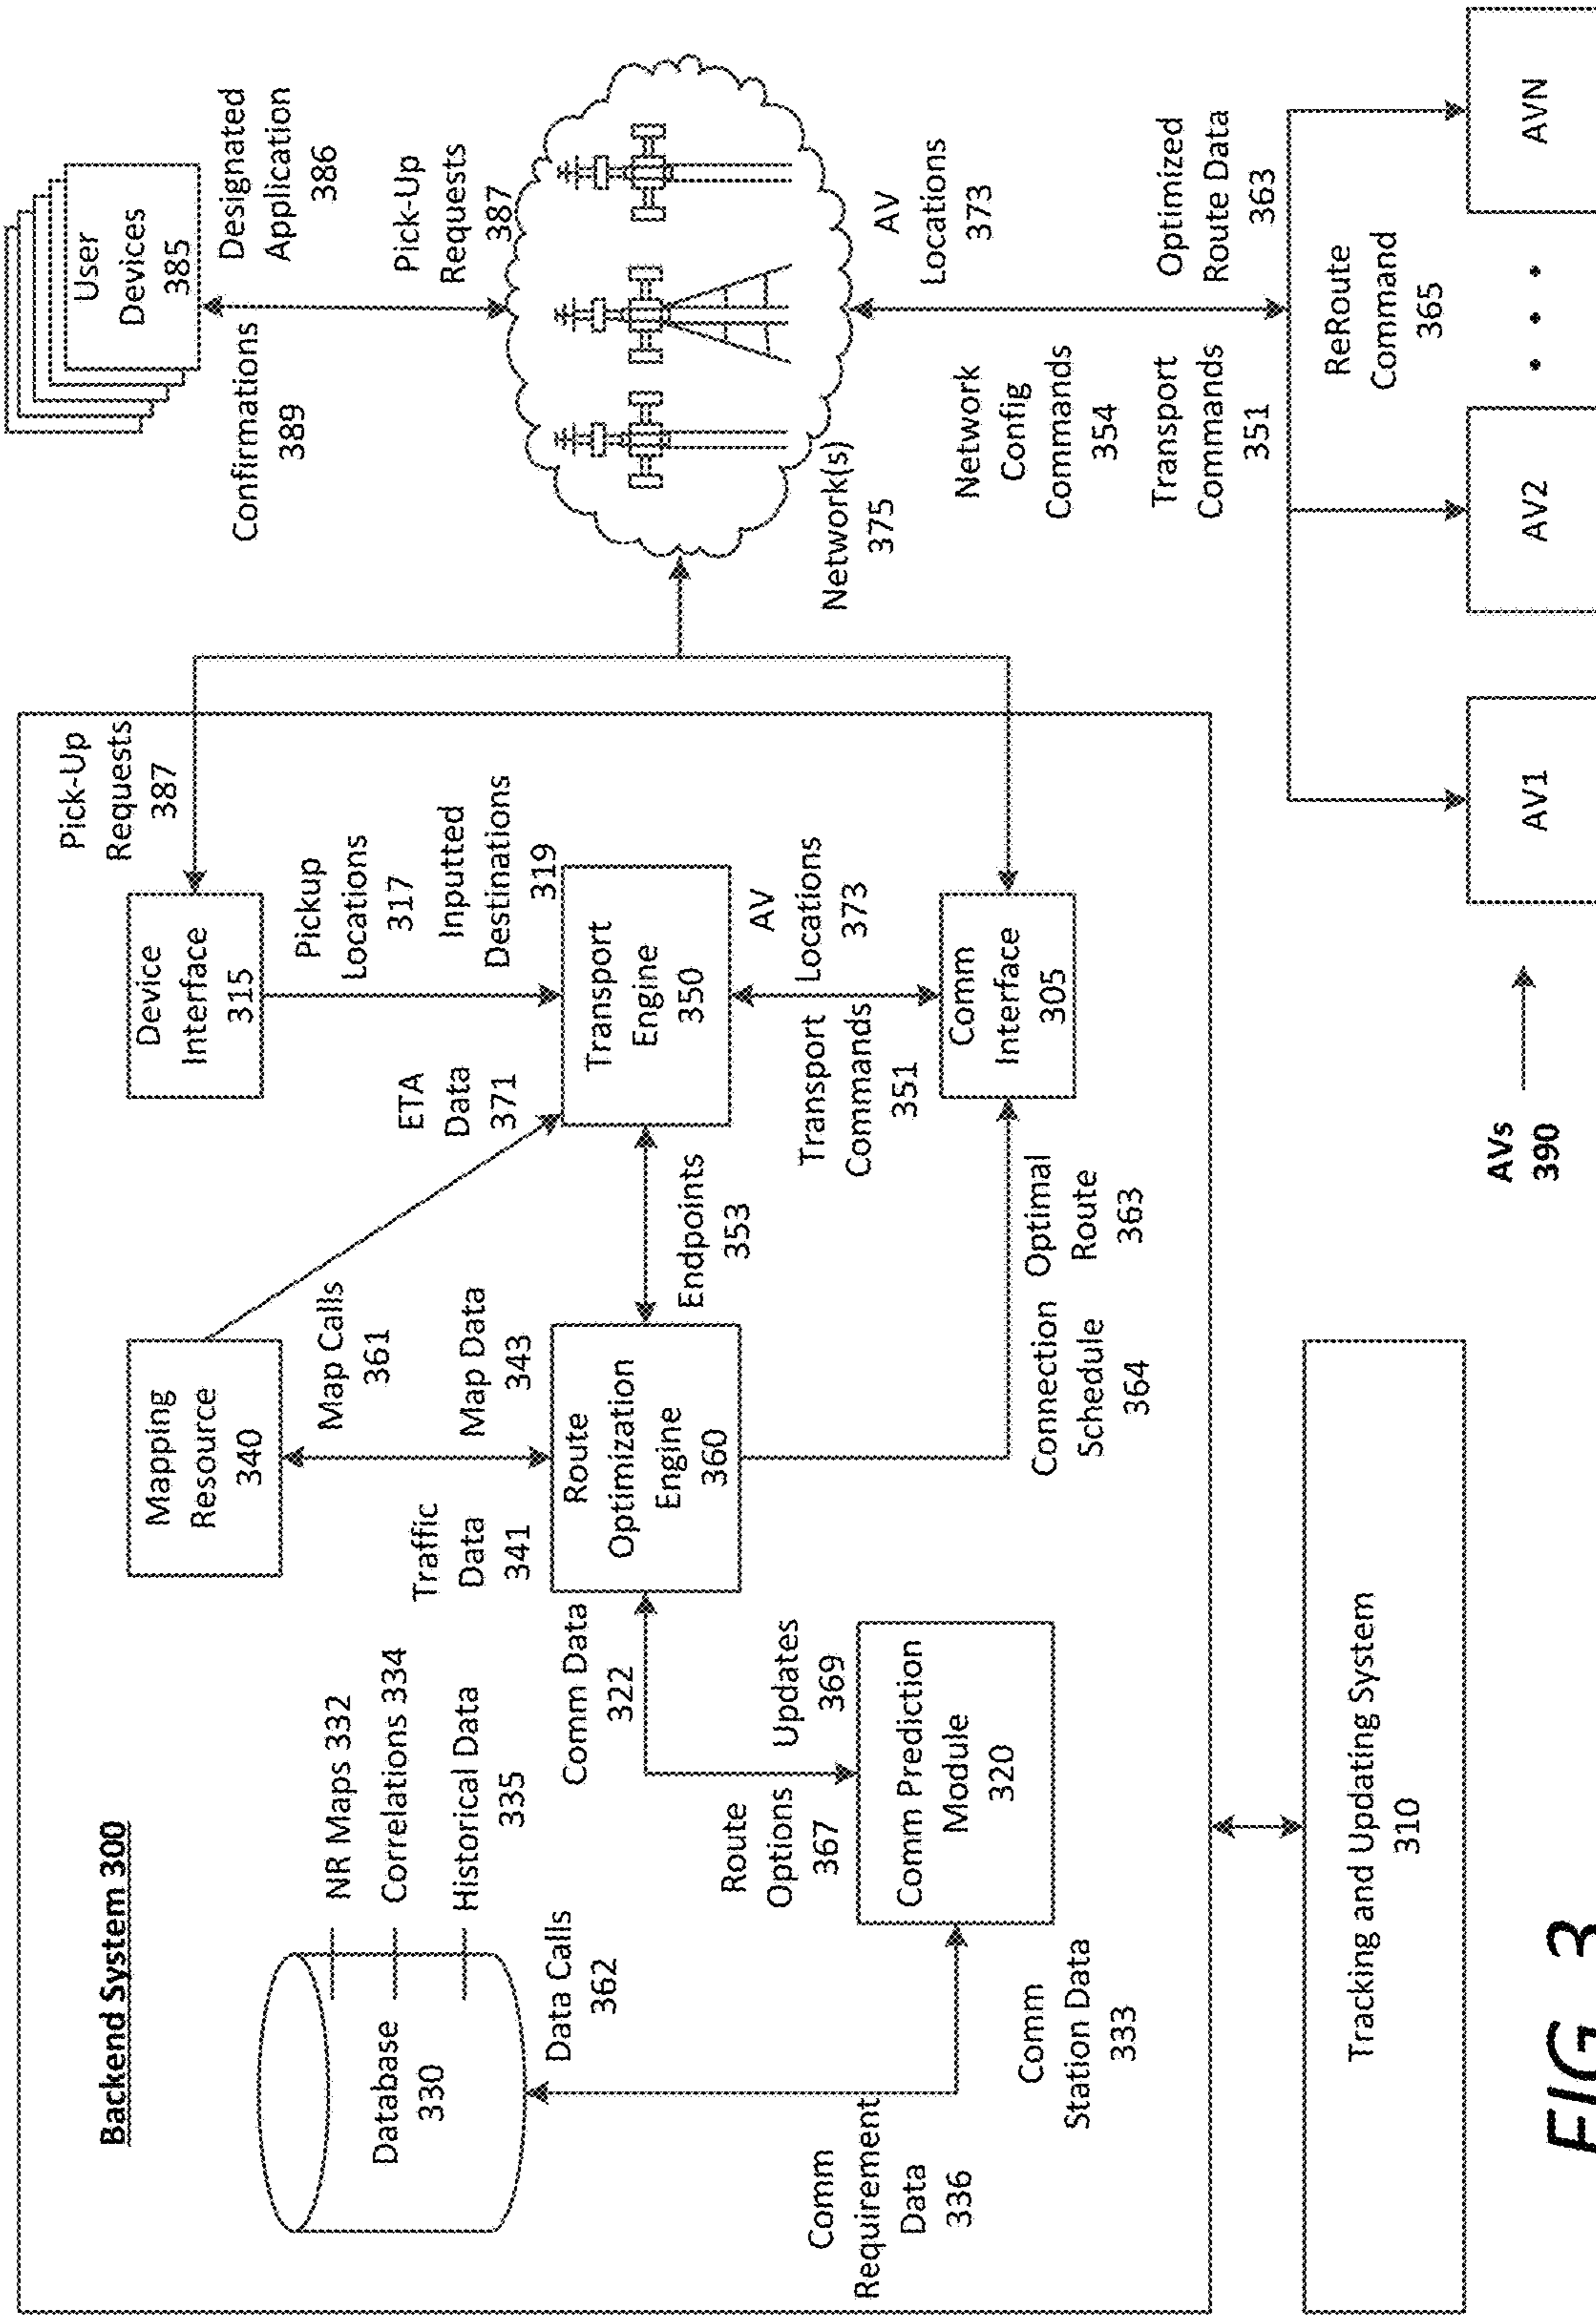 Backend System 300
Database
330
NR Maps 332
Correlations 334
Historical Data
335
Data Calls
362
Comm
Requirement
Data
336
Comm
Station Data
333
Mapping
Resource
340
Map Calls
361
Traffic
Data
341
Map Data
343
Route
Optimization
Engine
360
Comm Data
322
Route
Options
367
Updates
369
Comm Prediction
Module
320
Device
Interface
315
Pick-Up
Requests
387
Pickup
Locations
317
Inputted
Destinations
319
ETA
Data
371
Transport
Engine
350
Endpoints
353
AV
Locations
373
Transport
Commands
351
Comm
Interface
305
Connection
Schedule
364
Optimal
Route
363
User
Devices
385
Designated
Application
386
Confirmations
389
Pick-Up
Requests
387
Network(s)
375
AV
Locations
373
Network
Config
Commands
354
Transport
Commands
351
Optimized
Route Data
363
ReRoute
Command
365
AV1
AV2
AVN
AVs
390
Tracking and Updating System
310
FIG. 3